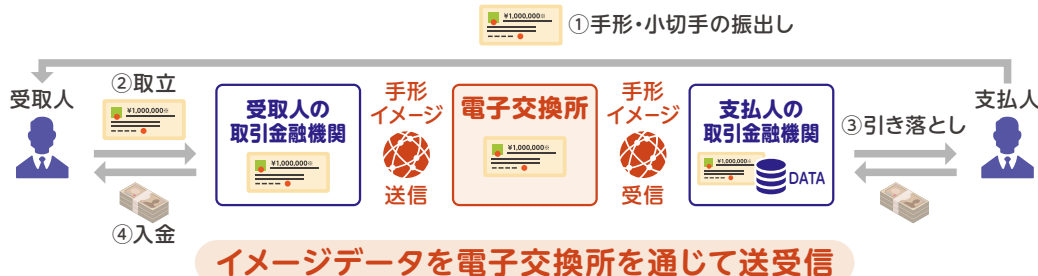 ¥1,000,000※
①手形・小切手の振出し
受取人
②取立
¥1,000,000※
④入金
受取人の
取引金融機関
¥1,000,000※
手形
イメージ
送信
電子交換所
¥1,000,000※
手形
イメージ
受信
支払人の
取引金融機関
¥1,000,000※
DATA
③引き落とし
支払人
イメージデータを電子交換所を通じて送受信